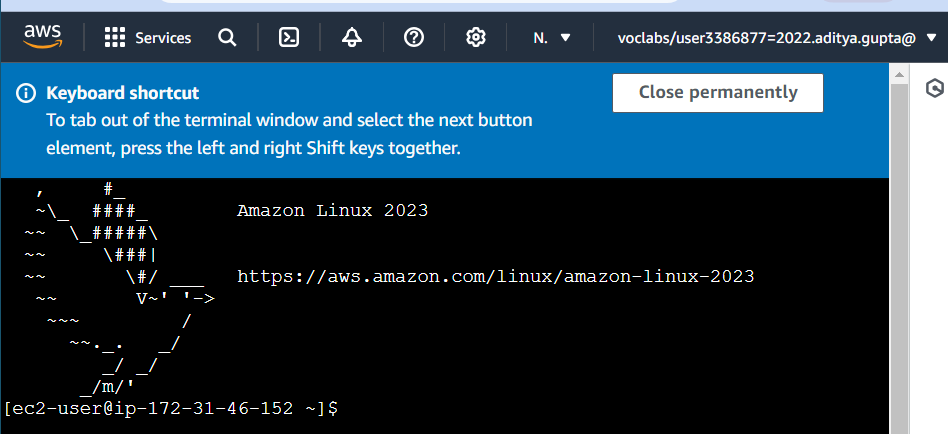 aws Services N. voclabs/user3386877=2022.aditya.gupta@
Keyboard shortcut
Close permanently
To tab out of the terminal window and select the next button
element, press the left and right Shift keys together.
   ,     #_
   ~\_  ####_        Amazon Linux 2023
  ~~  \_#####\
  ~~     \###|
  ~~       \#/ ___   https://aws.amazon.com/linux/amazon-linux-2023
   ~~       V~' '->
    ~~~         /
      ~~._.   _/
         _/ _/
       _/m/'
[ec2-user@ip-172-31-46-152 ~]$